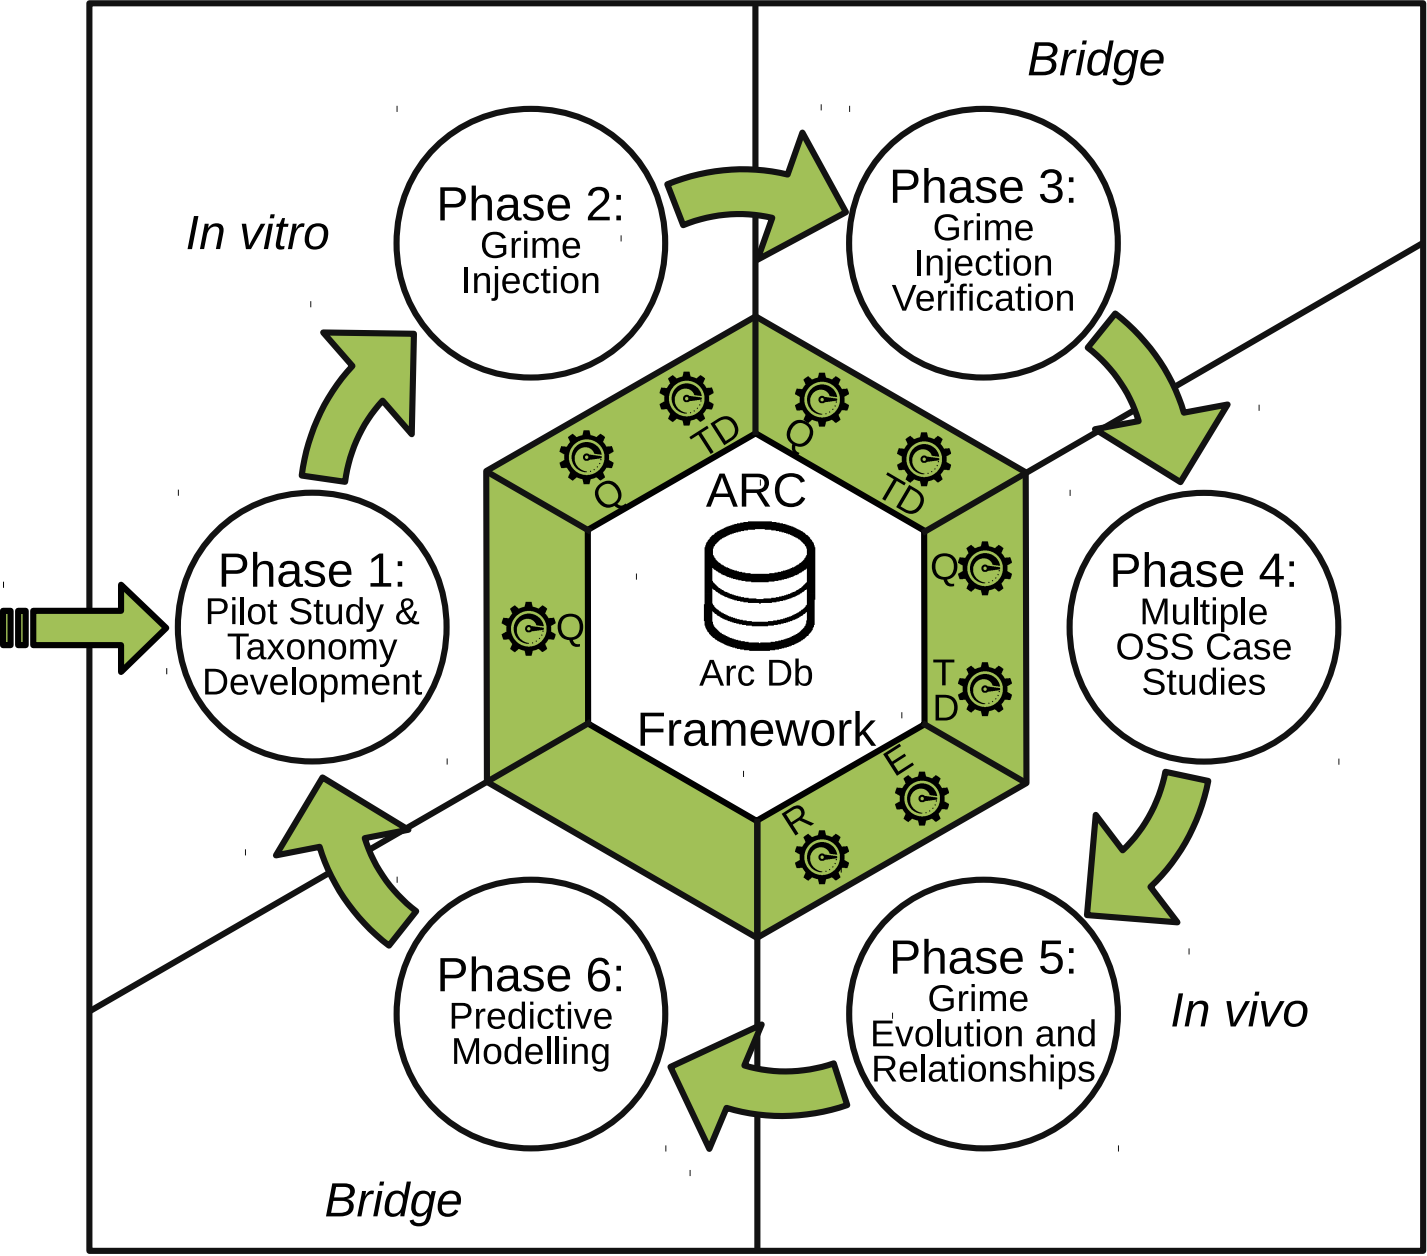 Bridge
In vitro
Phase 2:
Grime
Injection
Phase 3:
Grime
Injection
Verification
TD
Q
Q
TD
ARC
Arc Db
Framework
Phase 1:
Pilot Study &
Taxonomy
Development
Q
Q
T
D
Phase 4:
Multiple
OSS Case
Studies
E
R
Phase 6:
Predictive
Modelling
Phase 5:
Grime
Evolution and
Relationships
In vivo
Bridge